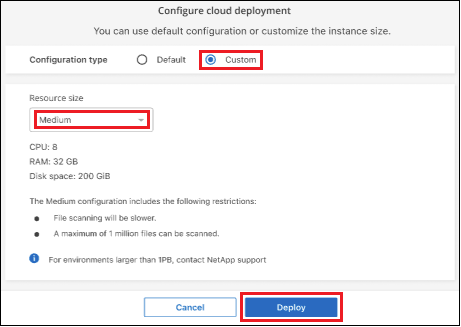 Configure cloud deployment
You can use default configuration or customize the instance size.
Configuration type Default Custom
Resource size
Medium
CPU: 8
RAM: 32 GB
Disk space: 200 GiB
The Medium configuration includes the following restrictions:
File scanning will be slower.
A maximum of 1 million files can be scanned.
For environments larger than 1PB, contact NetApp support
Cancel Deploy